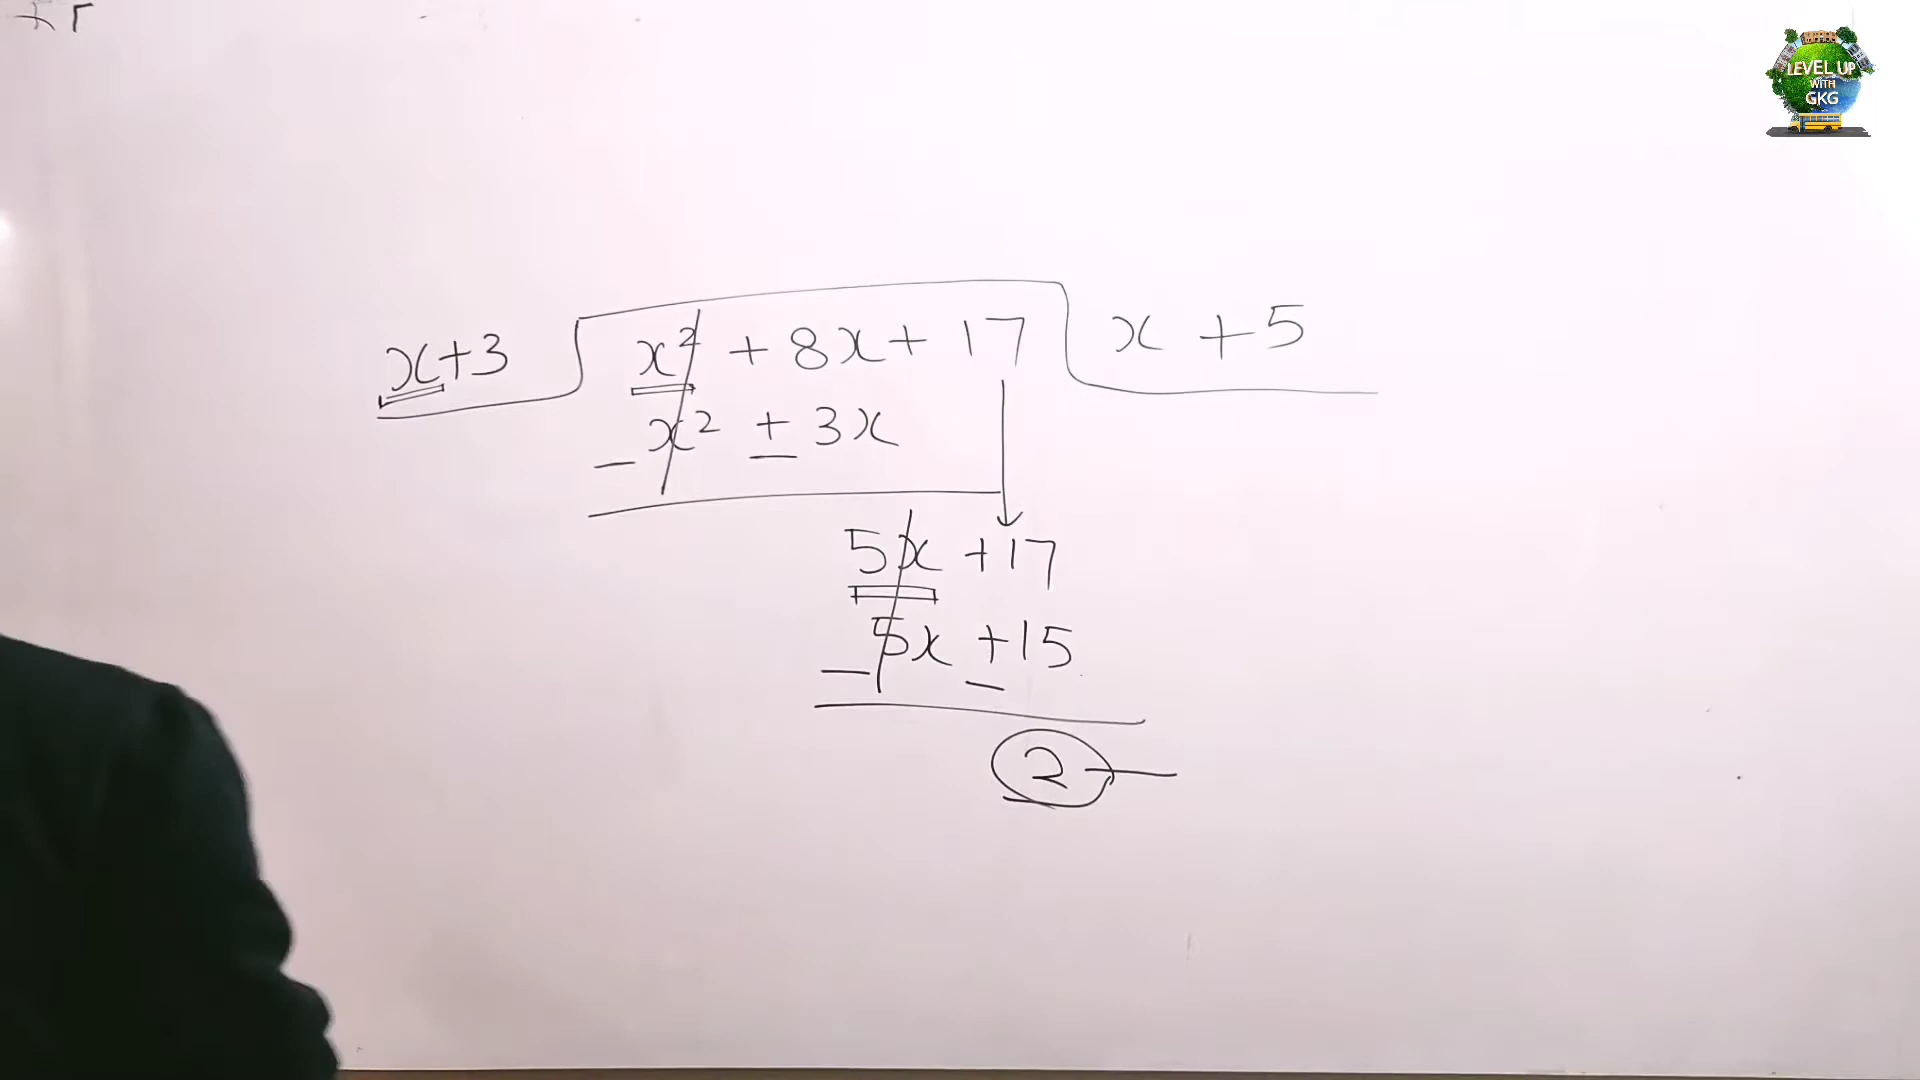 +r
LEVEL UP
WITH
GKG
x+3 x² + 8x + 17 x + 5
- x² + 3x
5x + 17
- 5x + 15
-
2